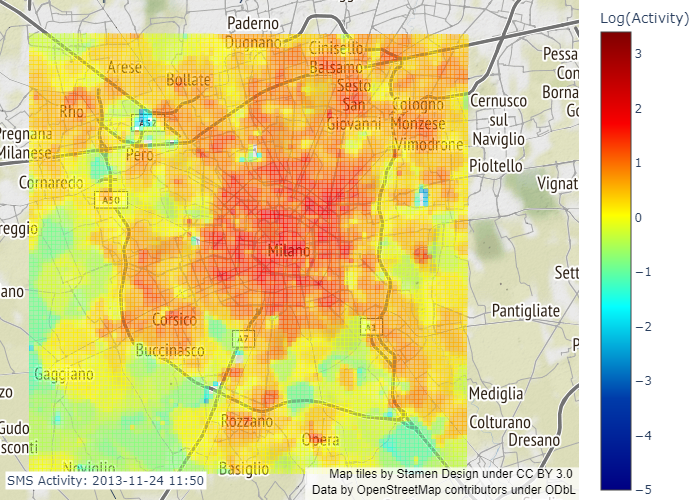 Log(Activity)
3
2
1
0
−1
−2
−3
−4
−5
Paderno
Dugnano
Cinisello
Balsamo
Arese
Bollate
Sesto
San
Giovanni
Rho
Cologno
Monzese
Vimodrone
Cernusco
sul
Naviglio
Pessa
Con
Borna
Go
A52
Pregnana
Milanese
Pero
Pioltello
Cornaredo
Vignat
A50
reggio
Milano
Sett
ano
Pantigliate
Corsico
A7
A1
P
Buccinasco
Gaggiano
zo
Mediglia
Rozzano
Colturano
Gudo
sconti
Opera
Dresano
Noviglio
Basiglio
SMS Activity: 2013-11-24 11:50
Map tiles by Stamen Design under CC BY 3.0
Data by OpenStreetMap contributors under ODbL